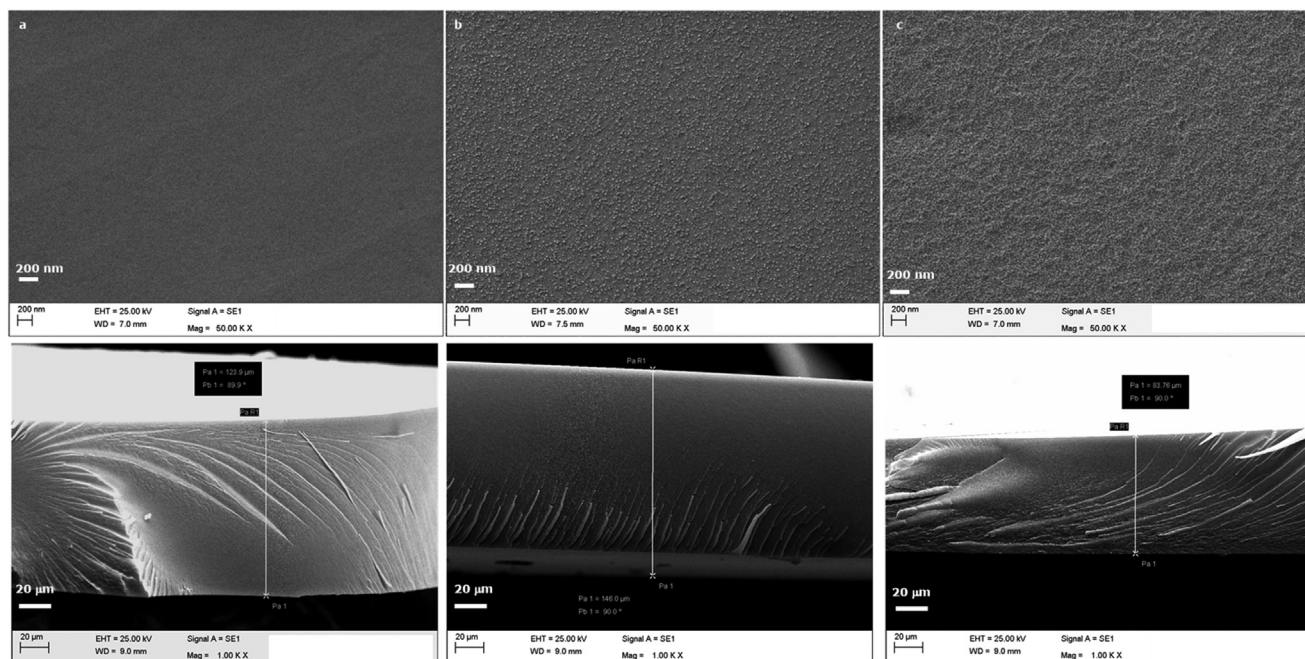 a
200 nm
200 nm
EHT = 25.00 kV
Signal A = SE1
WD = 7.0 mm
Mag = 50.00 K X
b
200 nm
200 nm
EHT = 25.00 kV
Signal A = SE1
WD = 7.5 mm
Mag = 50.00 K X
c
200 nm
200 nm
EHT = 25.00 kV
Signal A = SE1
WD = 7.0 mm
Mag = 50.00 K X
Pa 1 = 123.9 µm
Pb 1 = 89.9 °
Pa R1
Pa 1
20 µm
20 µm
EHT = 25.00 kV
Signal A = SE1
WD = 9.0 mm
Mag = 1.00 K X
Pa R1
Pa 1
Pa 1 = 146.0 µm
Pb 1 = 90.0 °
20 µm
20 µm
EHT = 25.00 kV
Signal A = SE1
WD = 9.0 mm
Mag = 1.00 K X
Pa 1 = 83.76 µm
Pb 1 = 90.0 °
Pa R1
Pa 1
20 µm
20 µm
EHT = 25.00 kV
Signal A = SE1
WD = 9.0 mm
Mag = 1.00 K X